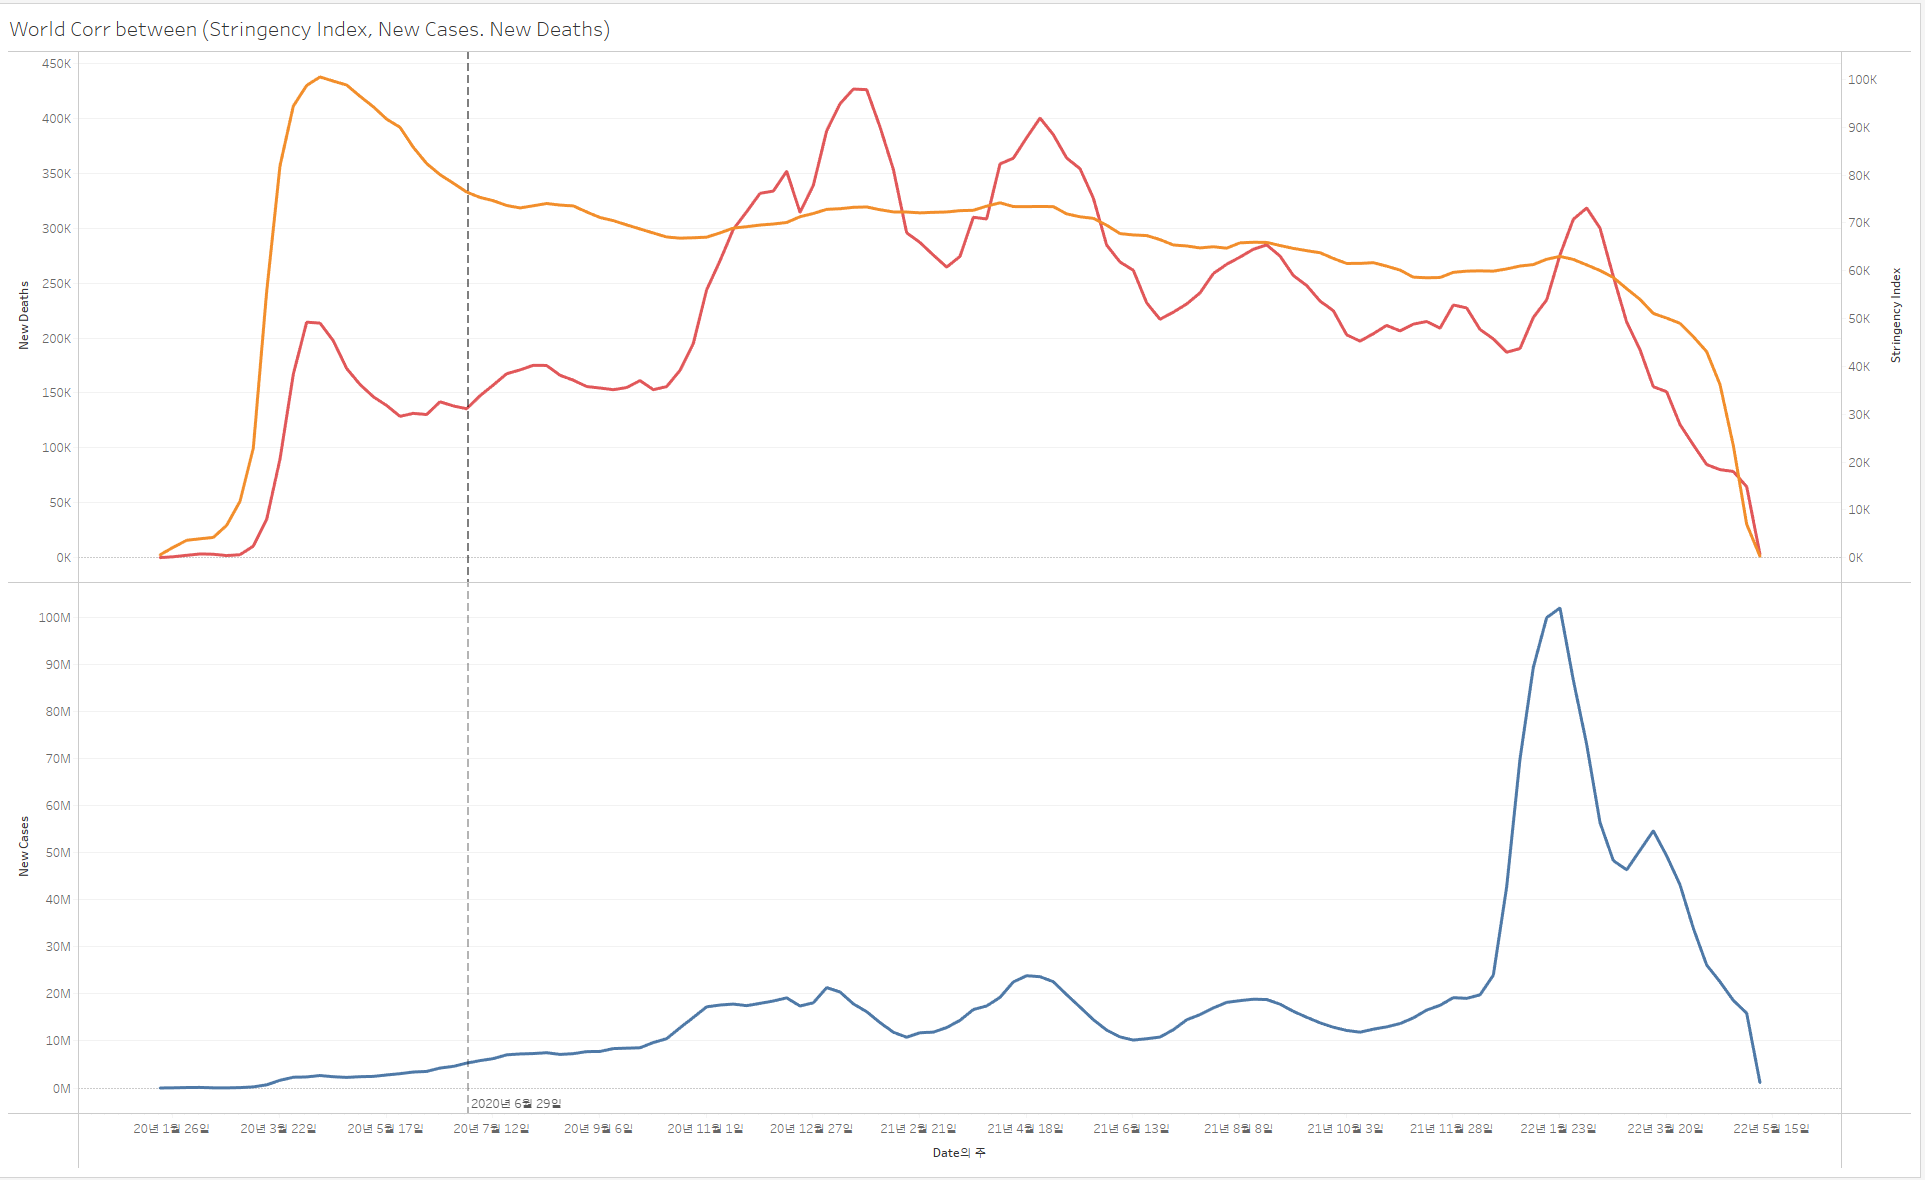 World Corr between (Stringency Index, New Cases. New Deaths)
450K
400K
350K
300K
250K
200K
150K
100K
50K
0K
New Deaths
100K
90K
80K
70K
60K
50K
40K
30K
20K
10K
0K
Stringency Index
100M
90M
80M
70M
60M
50M
40M
30M
20M
10M
0M
New Cases
2020년 6월 29일
20년 1월 26일 20년 3월 22일 20년 5월 17일 20년 7월 12일 20년 9월 6일 20년 11월 1일 20년 12월 27일 21년 2월 21일 21년 4월 18일 21년 6월 13일 21년 8월 8일 21년 10월 3일 21년 11월 28일 22년 1월 23일 22년 3월 20일 22년 5월 15일
Date의 주